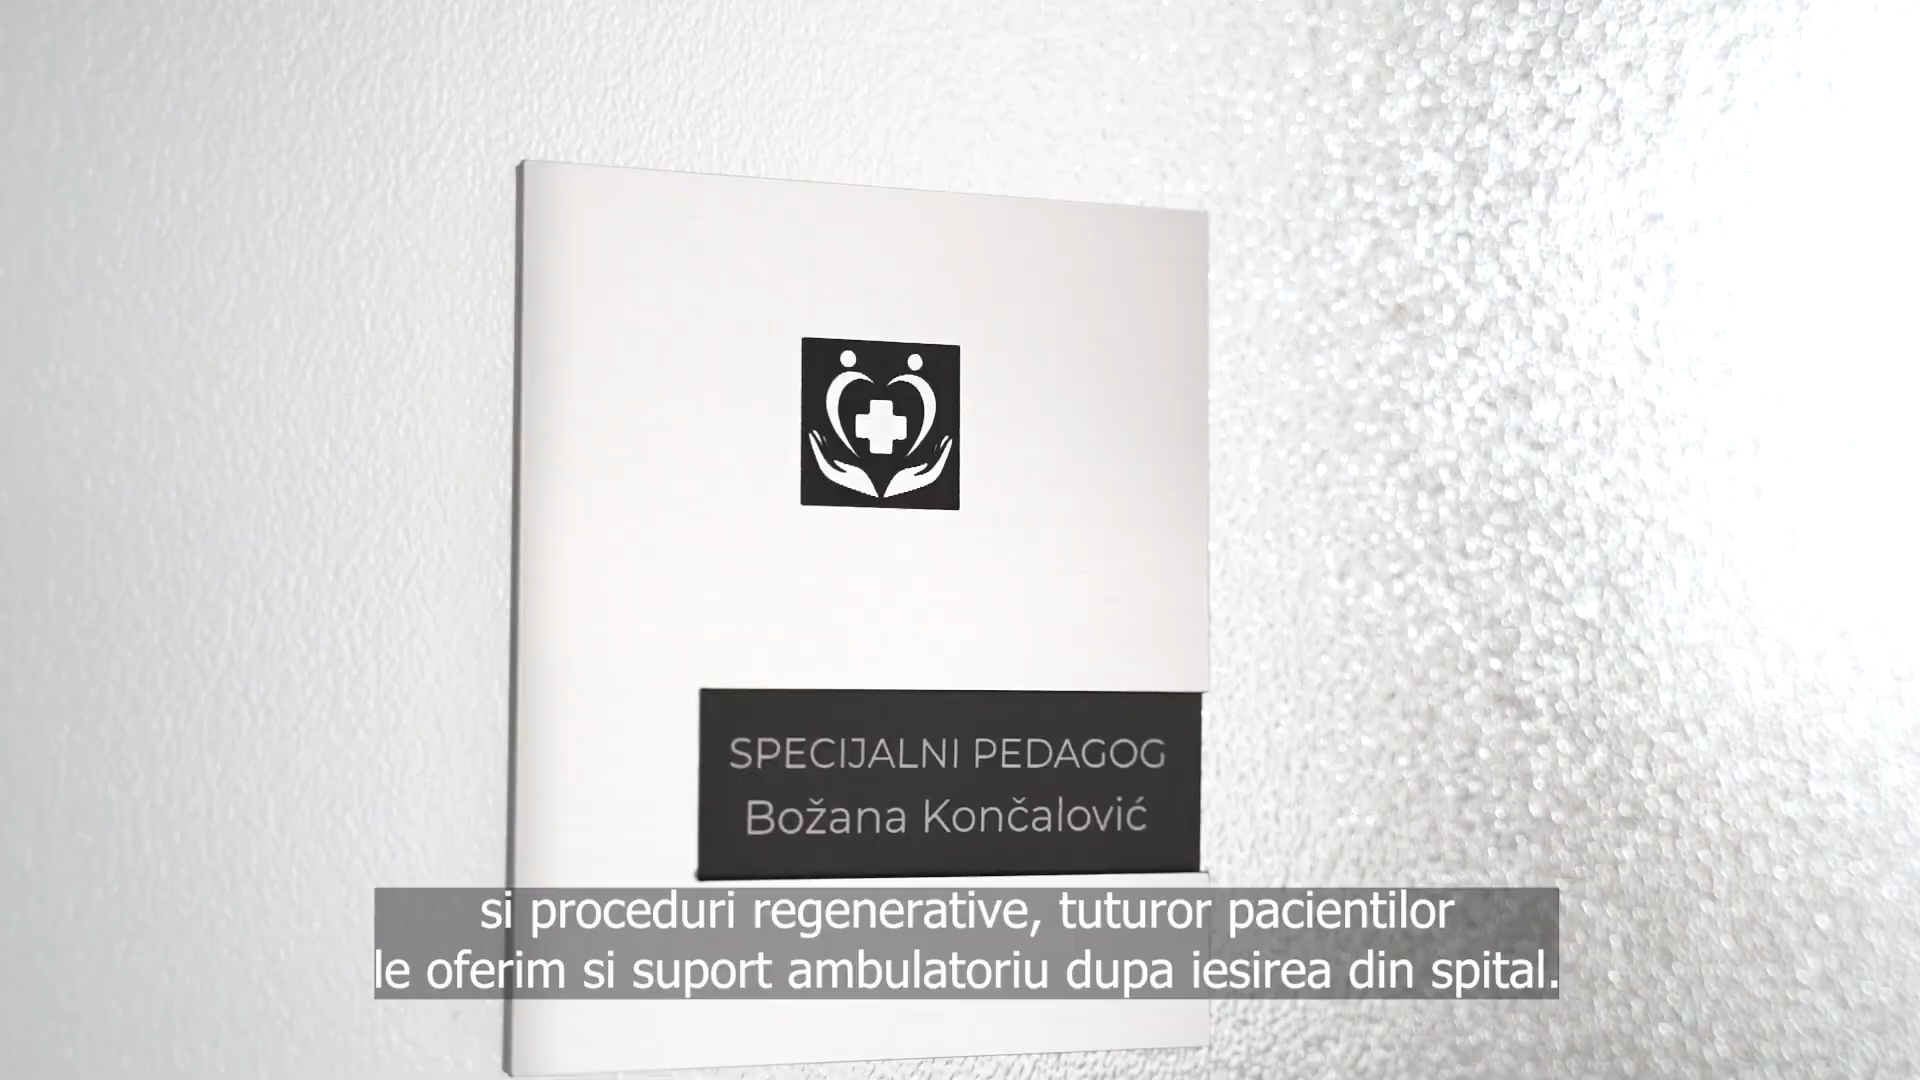 SPECIJALNI PEDAGOG
Božana Končalović
si proceduri regenerative, tuturor pacientilor
le oferim si suport ambulatoriu dupa iesirea din spital.